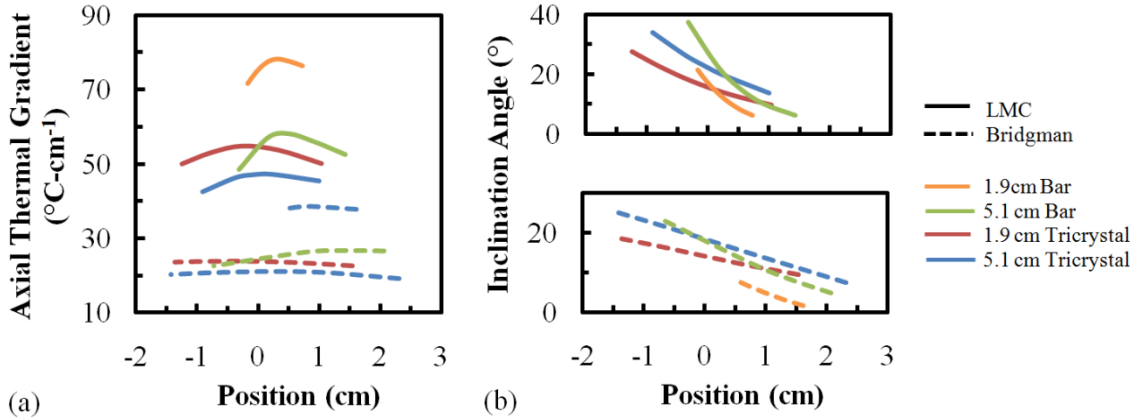 90
70
50
30
10
-2 -1 0 1 2 3
Axial Thermal Gradient
(°C-cm-1)
Position (cm)
(a)
40
20
0
20
0
-2 -1 0 1 2 3
Inclination Angle (°)
Position (cm)
(b)
LMC
Bridgman
1.9cm Bar
5.1 cm Bar
1.9 cm Tricrystal
5.1 cm Tricrystal